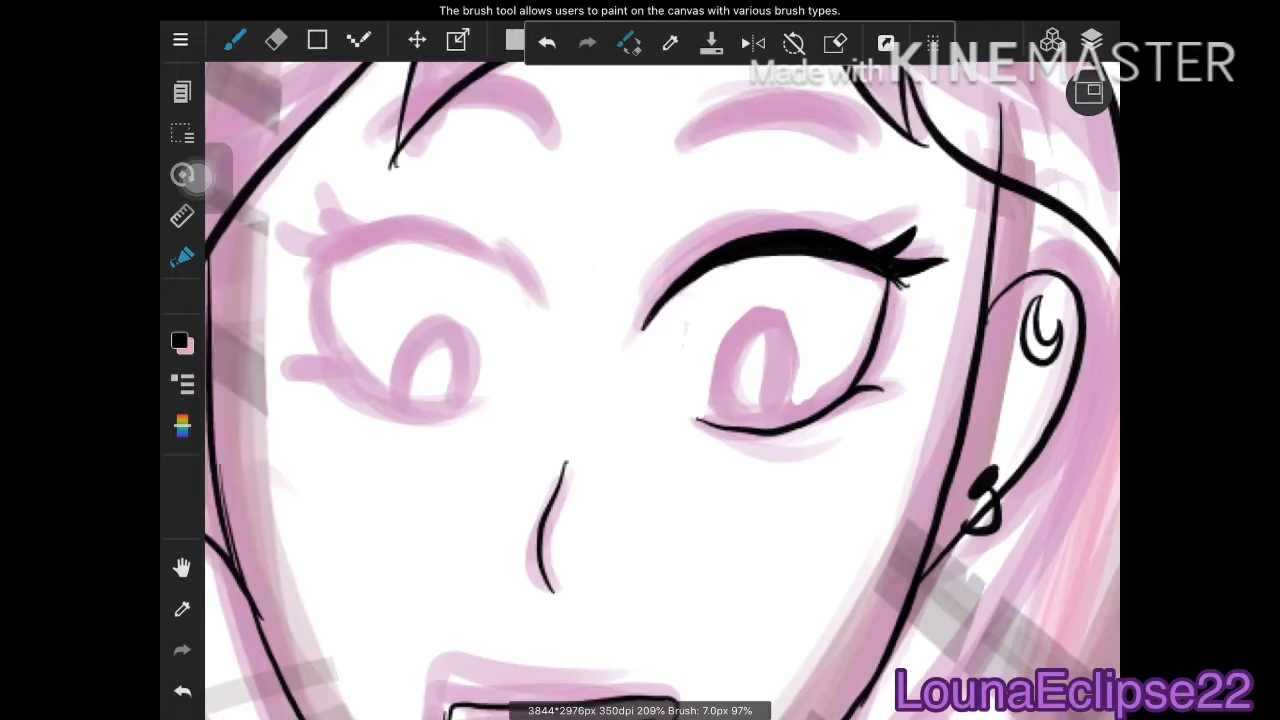 The brush tool allows users to paint on the canvas with various brush types.
Made with KINEMASTER
LounaEclipse22
3844*2976px 350dpi 209% Brush: 7.0px 97%